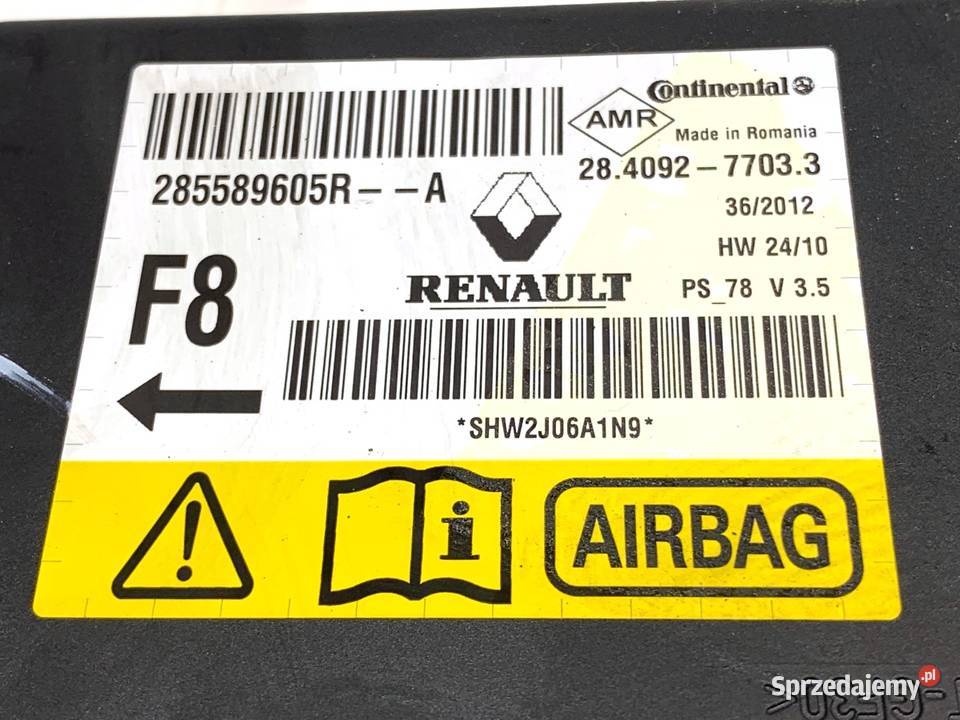 Continental
AMR
Made in Romania
285589605R--A
28.4092-7703.3
36/2012
HW 24/10
F8
RENAULT
PS_78 V 3.5
*SHW2J06A1N9*
i
AIRBAG
Sprzedajemy.pl